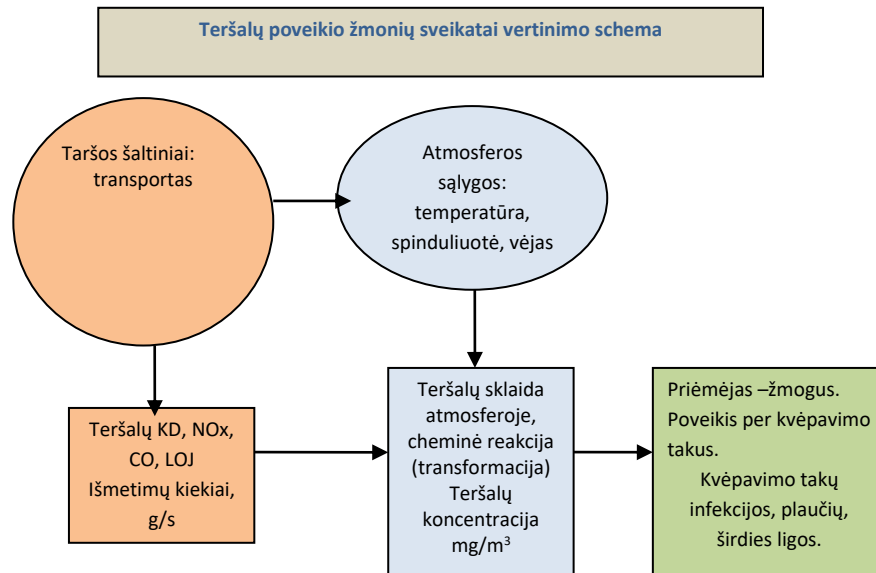 Teršalų poveikio žmonių sveikatai vertinimo schema
Taršos šaltiniai:
transportas
Atmosferos
sąlygos:
temperatūra,
spinduliuotė, vėjas
Teršalų KD, NOx,
CO, LOJ
Išmetimų kiekiai,
g/s
Teršalų sklaida
atmosferoje,
cheminė reakcija
(transformacija)
Teršalų
koncentracija
mg/m³
Priėmėjas –žmogus.
Poveikis per kvėpavimo
takus.
Kvėpavimo takų
infekcijos, plaučių,
širdies ligos.